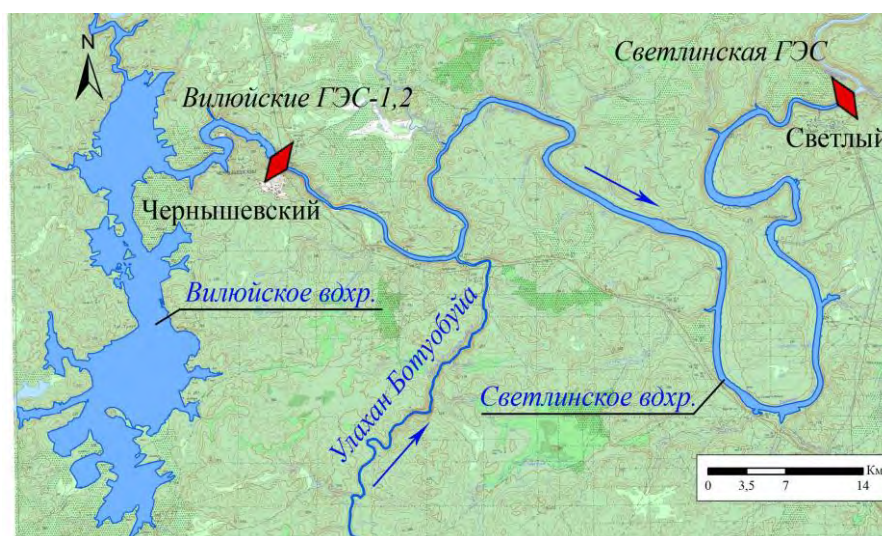 N
Светлинская ГЭС
Вилюйские ГЭС-1,2
Светлый
Чернышевский
Вилюйское вдхр.
Улахан Ботуобуйа
Светлинское вдхр.
Км
0 3,5 7 14